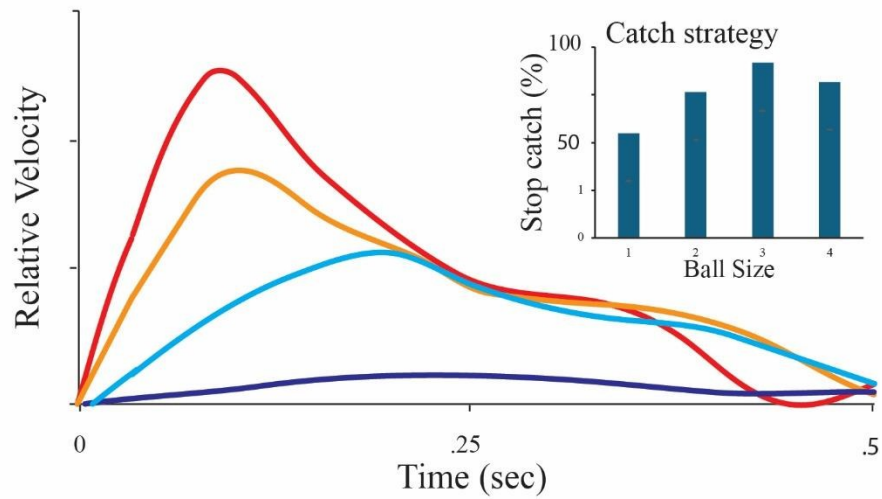 Relative Velocity
0
.25
.5
Time (sec)
Catch strategy
Stop catch (%)
100
50
1
0
1
2
3
4
Ball Size